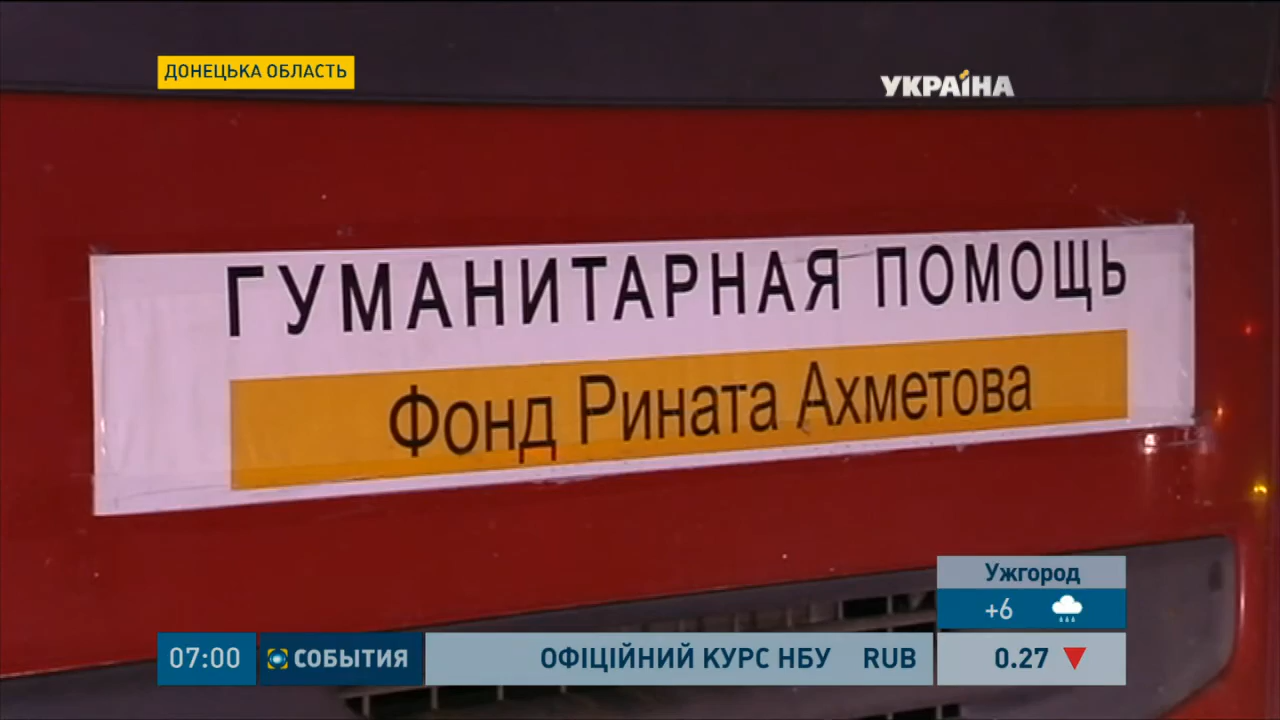 ДОНЕЦЬКА ОБЛАСТЬ
УКРАЇНА
ГУМАНИТАРНАЯ ПОМОЩЬ
Фонд Рината Ахметова
Ужгород
+6
07:00 СОБЫТИЯ ОФІЦІЙНИЙ КУРС НБУ RUB 0.27